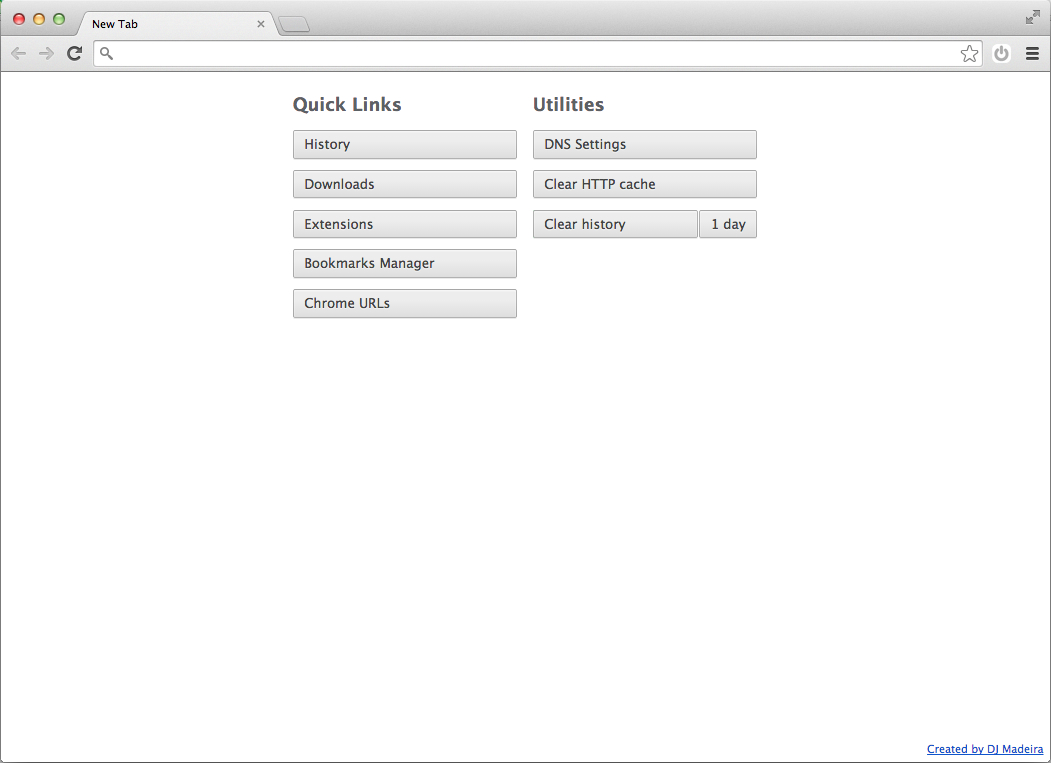 New Tab
Quick Links
History
Downloads
Extensions
Bookmarks Manager
Chrome URLs
Utilities
DNS Settings
Clear HTTP cache
Clear history 1 day
Created by DJ Madeira